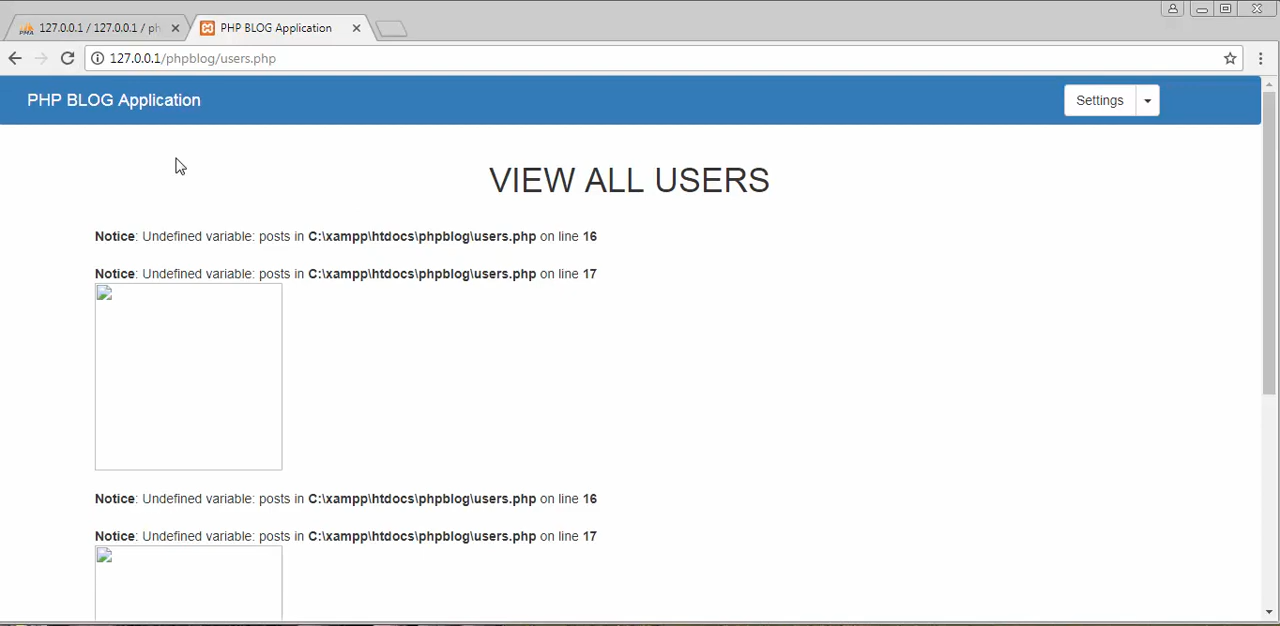 127.0.0.1 / 127.0.0.1 / ph
PHP BLOG Application
127.0.0.1/phpblog/users.php
PHP BLOG Application
Settings
VIEW ALL USERS
Notice: Undefined variable: posts in C:\xampp\htdocs\phpblog\users.php on line 16
Notice: Undefined variable: posts in C:\xampp\htdocs\phpblog\users.php on line 17
Notice: Undefined variable: posts in C:\xampp\htdocs\phpblog\users.php on line 16
Notice: Undefined variable: posts in C:\xampp\htdocs\phpblog\users.php on line 17